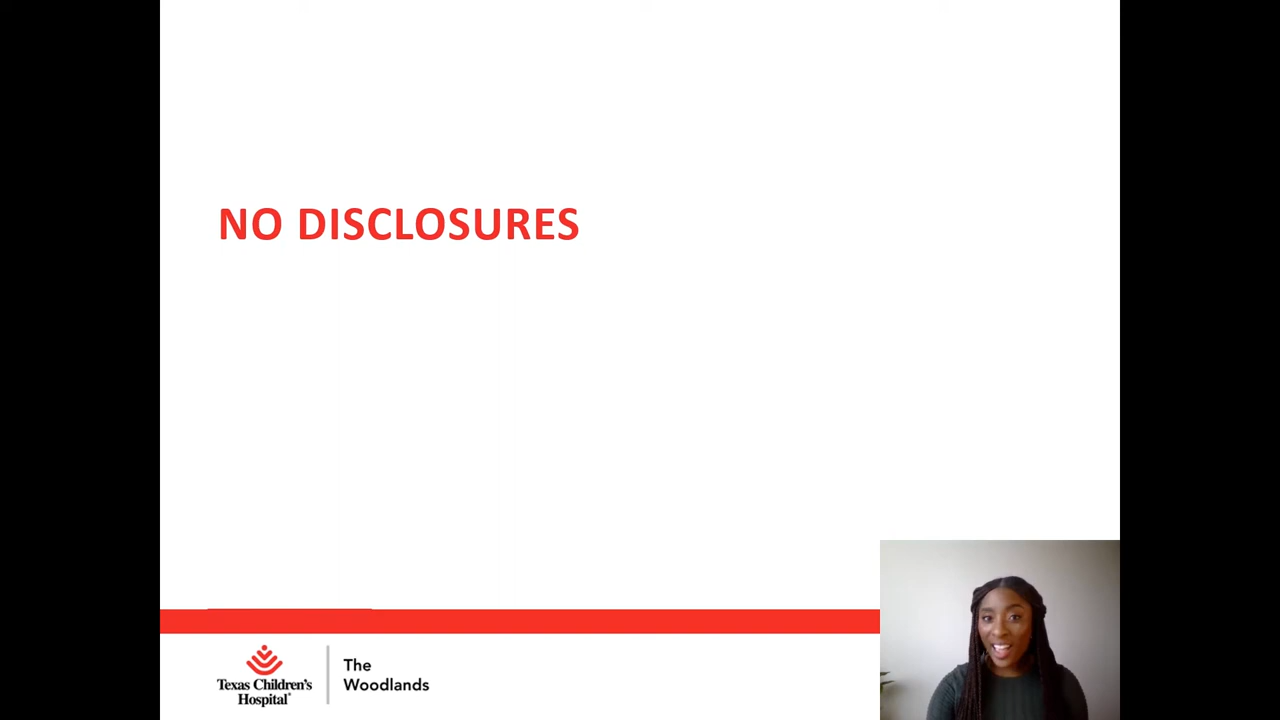 NO DISCLOSURES
Texas Children's
Hospital®
The
Woodlands